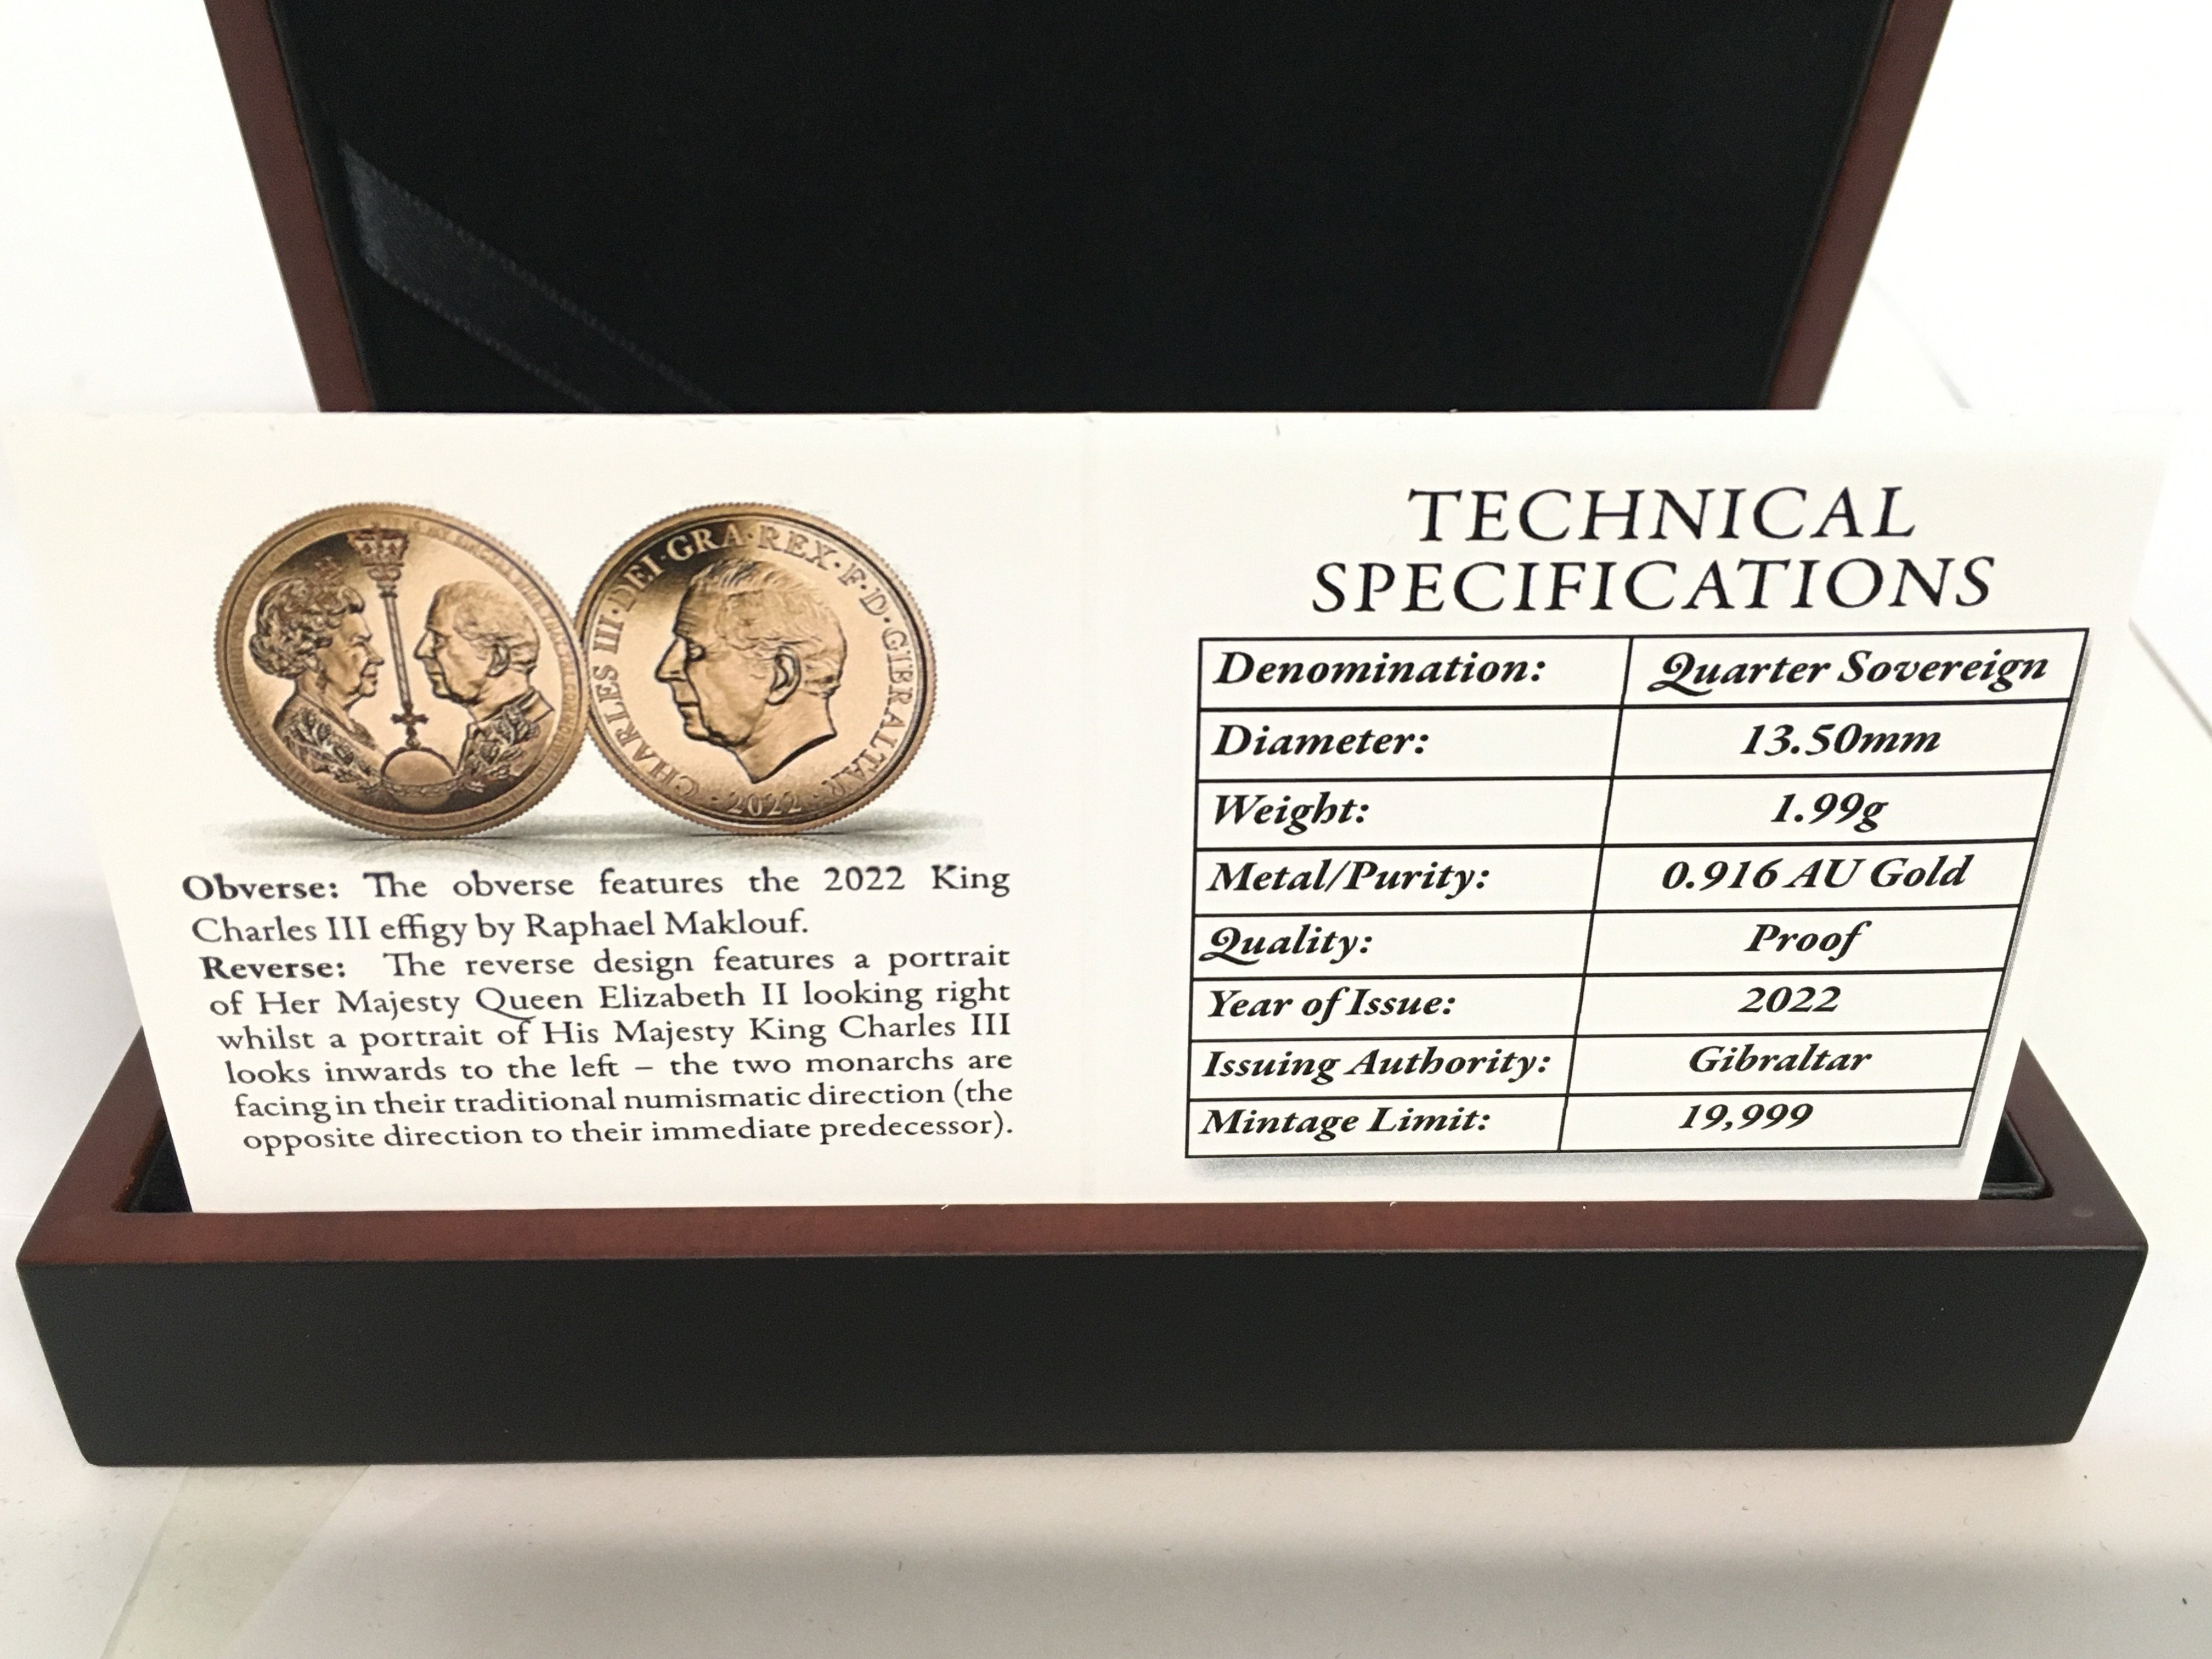 CHARLES III · DEI · GRA · REX · F · D · GIBRALTAR
· 2022 ·
Obverse: The obverse features the 2022 King
Charles III effigy by Raphael Maklouf.
Reverse: The reverse design features a portrait
of Her Majesty Queen Elizabeth II looking right
whilst a portrait of His Majesty King Charles III
looks inwards to the left – the two monarchs are
facing in their traditional numismatic direction (the
opposite direction to their immediate predecessor).
TECHNICAL
SPECIFICATIONS
Denomination: Quarter Sovereign
Diameter: 13.50mm
Weight: 1.99g
Metal/Purity: 0.916 AU Gold
Quality: Proof
Year of Issue: 2022
Issuing Authority: Gibraltar
Mintage Limit: 19,999